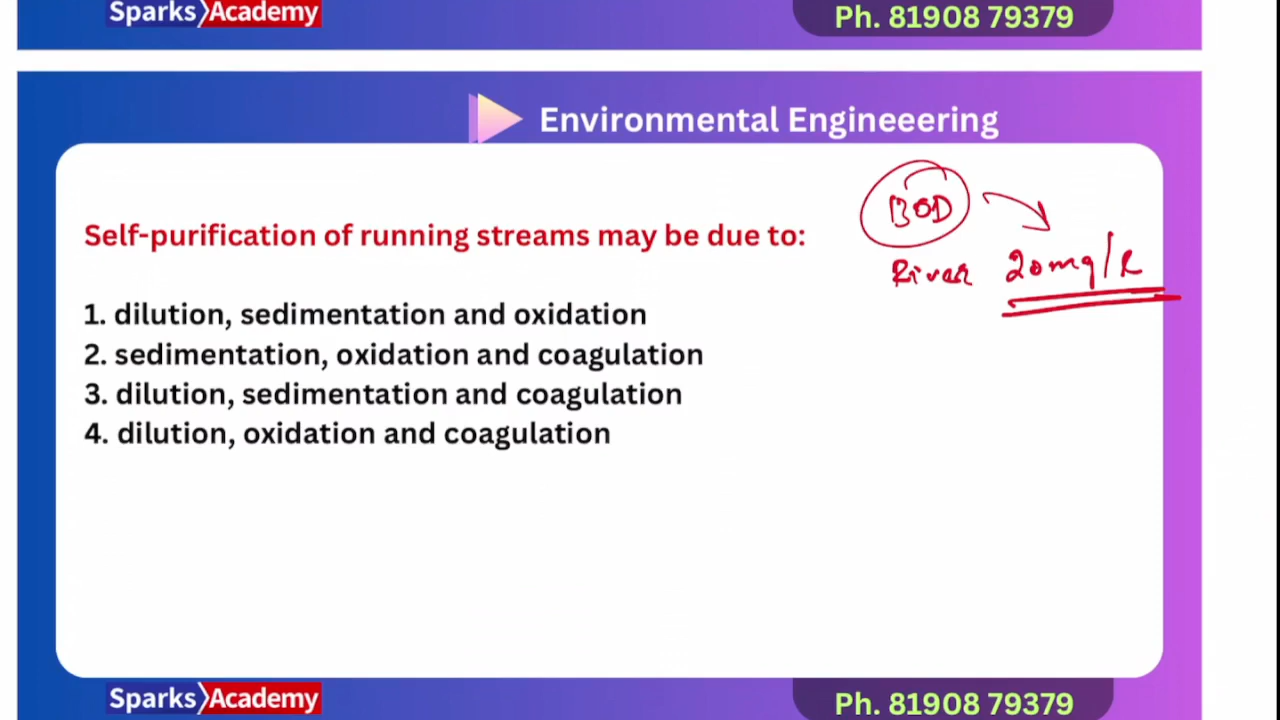 Sparks Academy
Ph. 81908 79379
Environmental Engineeering
BOD
Self-purification of running streams may be due to:
River 20mg/l
1. dilution, sedimentation and oxidation
2. sedimentation, oxidation and coagulation
3. dilution, sedimentation and coagulation
4. dilution, oxidation and coagulation
Sparks Academy
Ph. 81908 79379